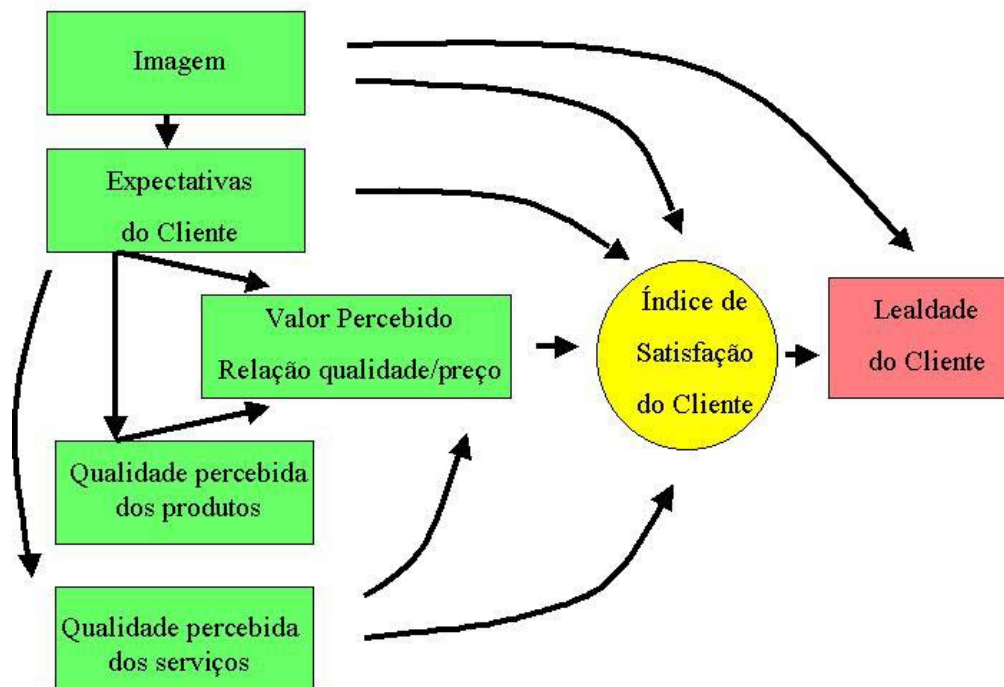 Imagem
Expectativas
do Cliente
Valor Percebido
Relação qualidade/preço
Índice de
Satisfação
do Cliente
Lealdade
do Cliente
Qualidade percebida
dos produtos
Qualidade percebida
dos serviços